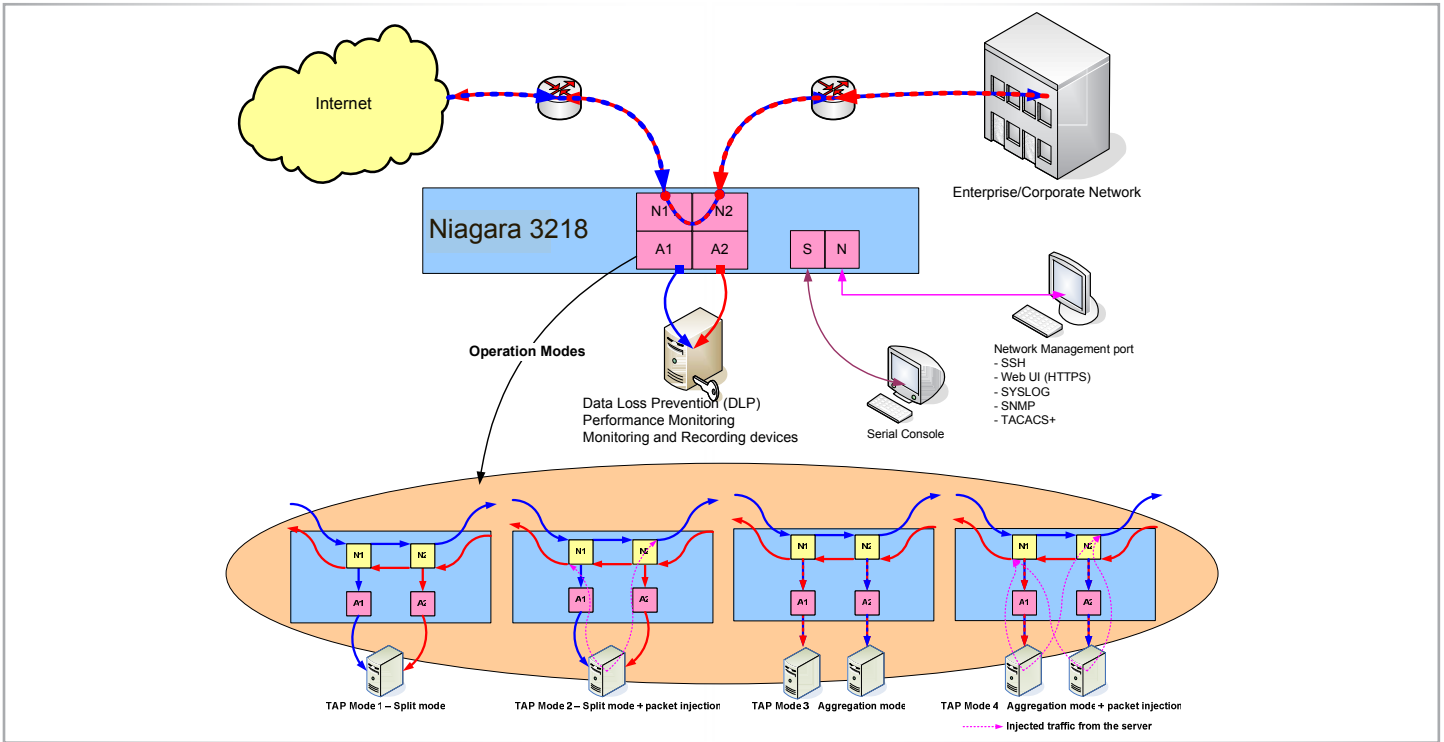 Internet
Enterprise/Corporate Network
Niagara 3218
N1
N2
A1
A2
S
N
Operation Modes
Data Loss Prevention (DLP)
Performance Monitoring
Monitoring and Recording devices
Serial Console
Network Management port
- SSH
- Web UI (HTTPS)
- SYSLOG
- SNMP
- TACACS+
N1
N2
A1
A2
TAP Mode 1 – Split mode
N1
N2
A1
A2
TAP Mode 2 – Split mode + packet injection
N1
N2
A1
A2
TAP Mode 3 Aggregation mode
N1
N2
A1
A2
TAP Mode 4 Aggregation mode + packet injection
Injected traffic from the server